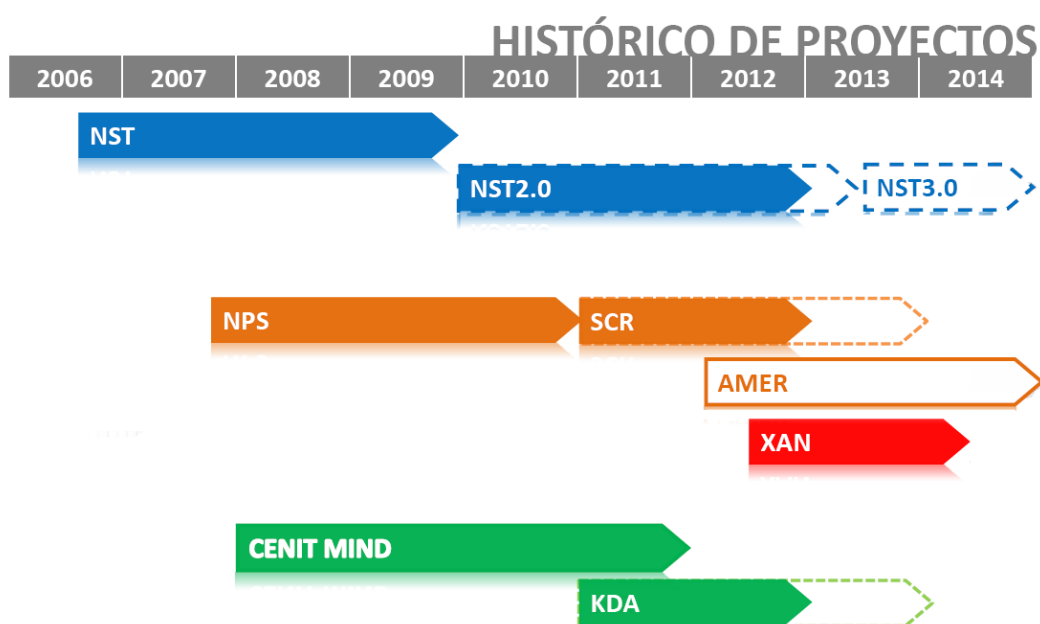 HISTÓRICO DE PROYECTOS
2006 2007 2008 2009 2010 2011 2012 2013 2014
NST
NST2.0 NST3.0
NPS SCR
AMER
XAN
CENIT MIND
KDA